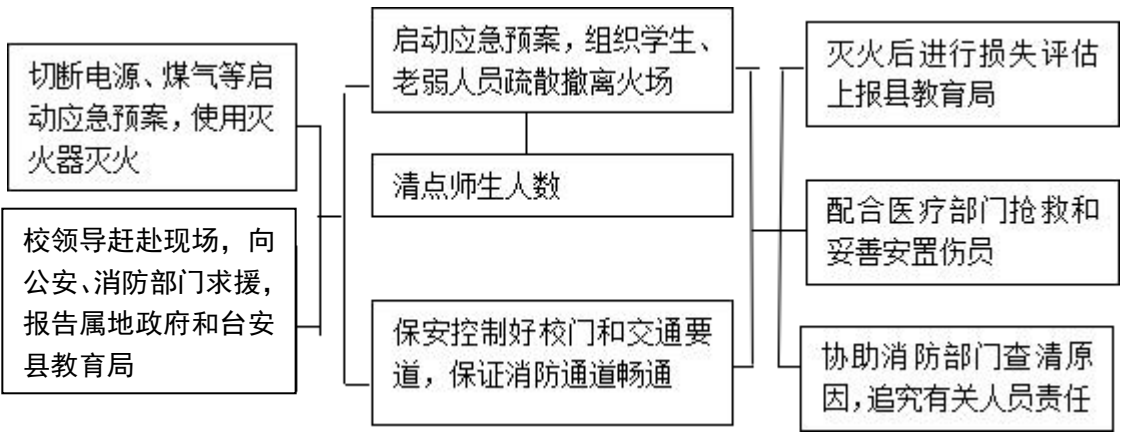 切断电源、煤气等启
动应急预案，使用灭
火器灭火
校领导赶赴现场，向
公安、消防部门求援，
报告属地政府和台安
县教育局
启动应急预案，组织学生、
老弱人员疏散撤离火场
清点师生人数
保安控制好校门和交通要
道，保证消防通道畅通
灭火后进行损失评估
上报县教育局
配合医疗部门抢救和
妥善安置伤员
协助消防部门查清原
因，追究有关人员责任